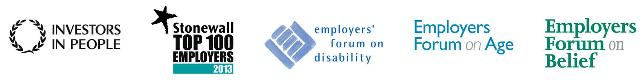 INVESTORS
IN PEOPLE
Stonewall
TOP 100
EMPLOYERS
2013
employers'
forum on
disability
Employers
Forum on Age
Employers
Forum on
Belief